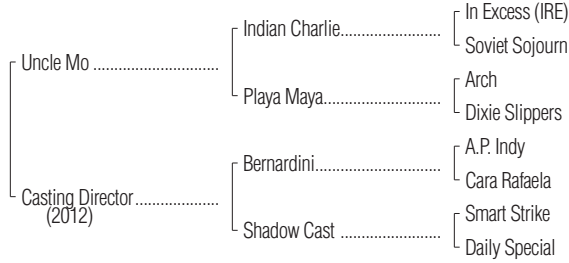 In Excess (IRE)
Indian Charlie
Soviet Sojourn
Uncle Mo
Arch
Playa Maya
Dixie Slippers
A.P. Indy
Bernardini
Cara Rafaela
Casting Director
(2012)
Smart Strike
Shadow Cast
Daily Special